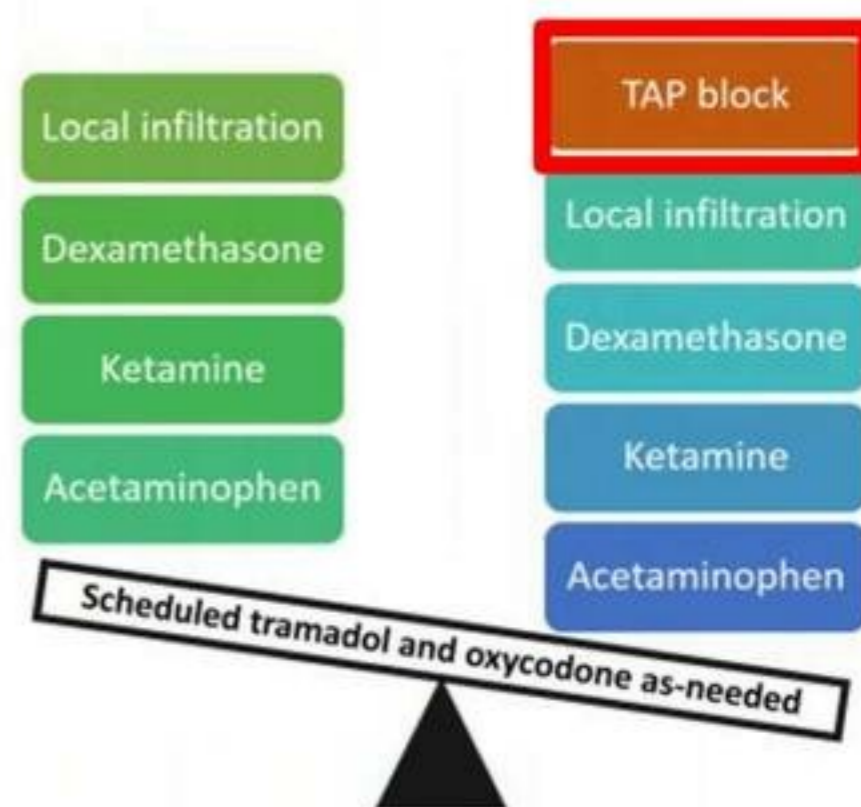 Local infiltration
Dexamethasone
Ketamine
Acetaminophen
TAP block
Local infiltration
Dexamethasone
Ketamine
Acetaminophen
Scheduled tramadol and oxycodone as-needed